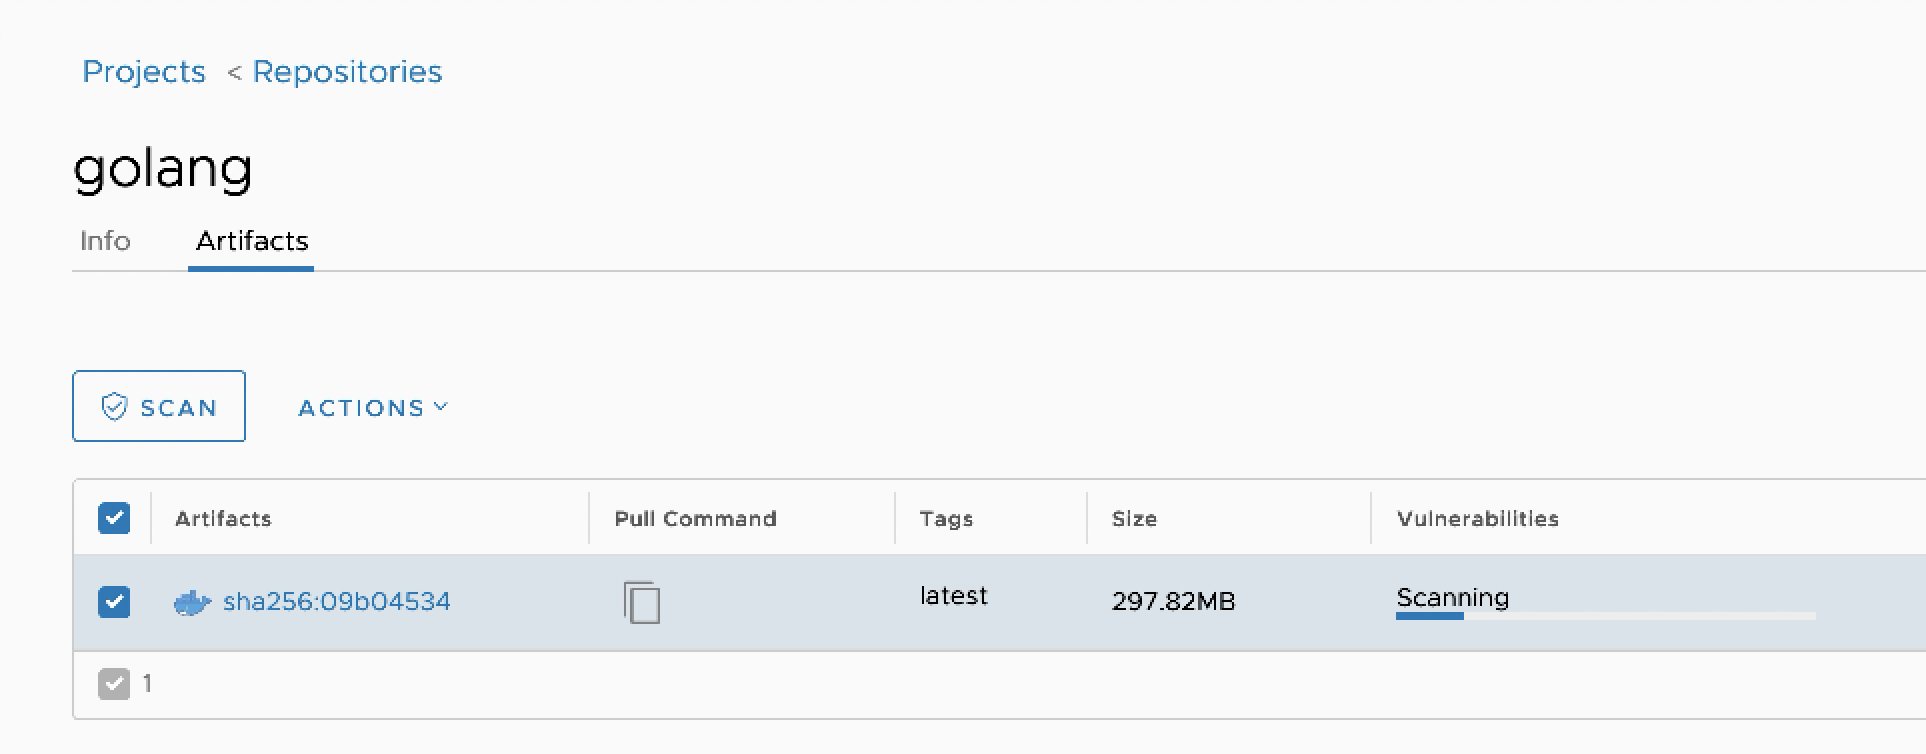 Projects < Repositories
golang
Info Artifacts
SCAN ACTIONS
Artifacts Pull Command Tags Size Vulnerabilities
sha256:09b04534 latest 297.82MB Scanning
1